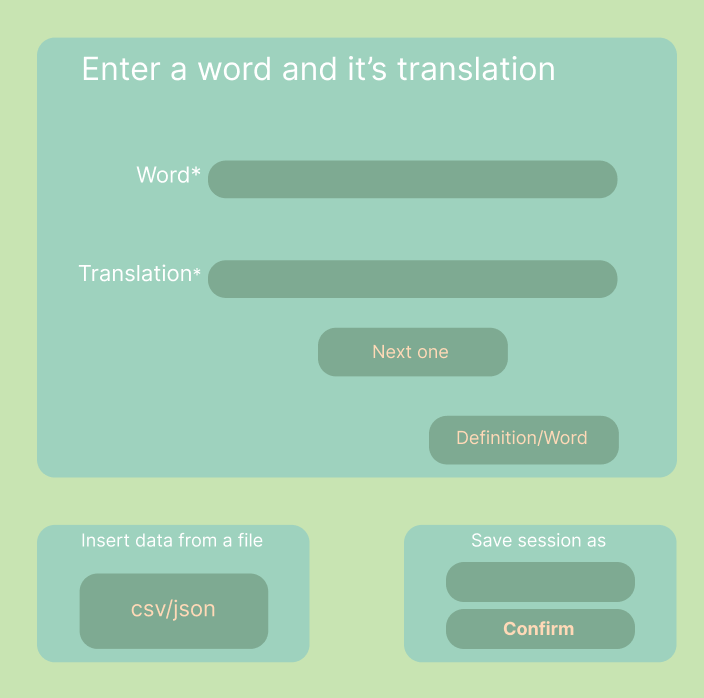 Enter a word and it’s translation
Word*
Translation*
Next one
Definition/Word
Insert data from a file
csv/json
Save session as
Confirm